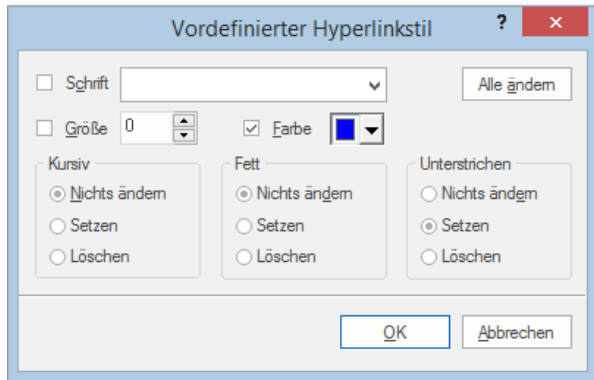 Vordefinierter Hyperlinkstil ?
Schrift Alle ändern
Größe 0 Farbe
Kursiv Fett Unterstrichen
Nichts ändern Nichts ändern Nichts ändern
Setzen Setzen Setzen
Löschen Löschen Löschen
OK Abbrechen